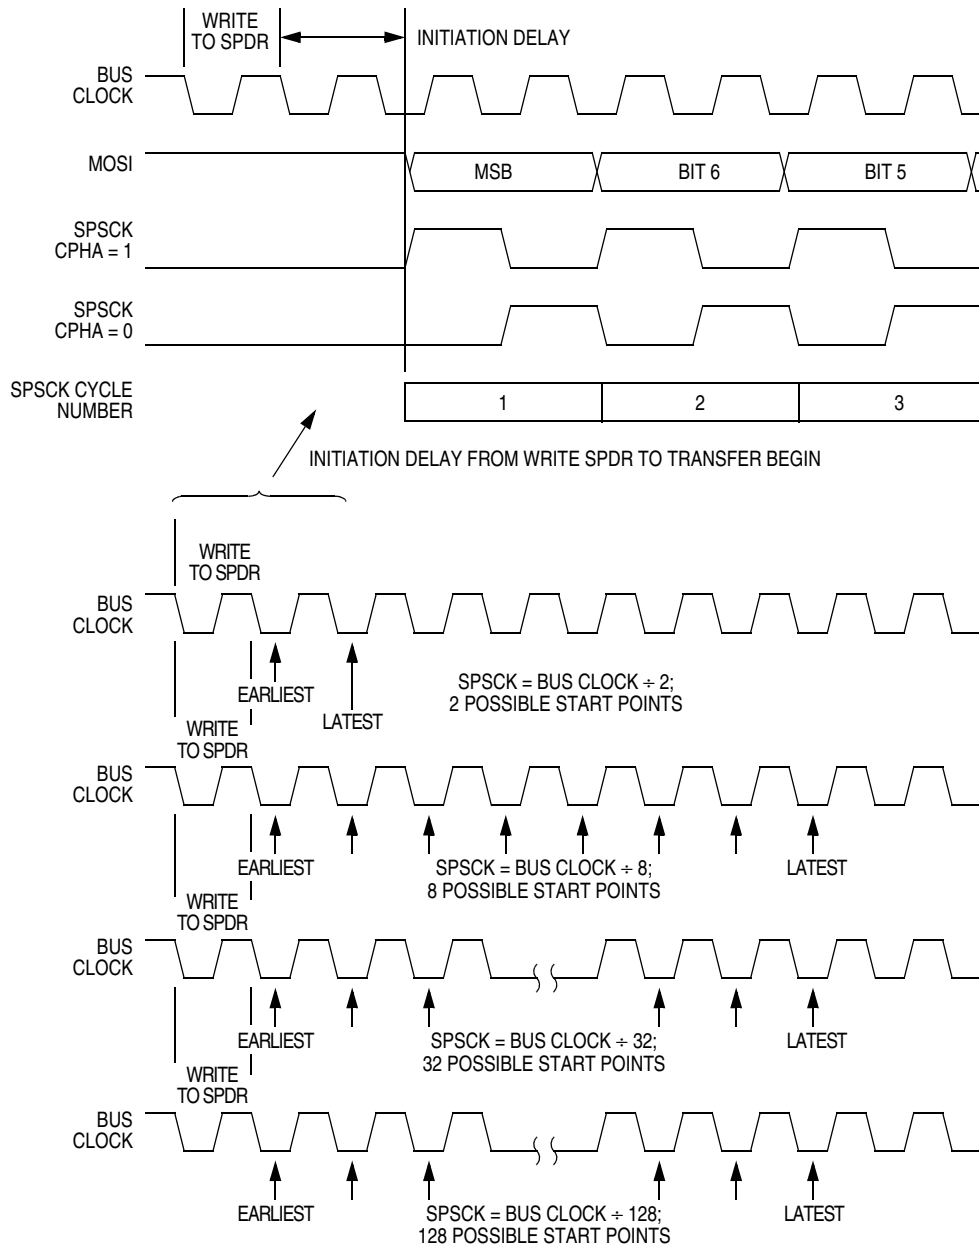 WRITE
TO SPDR
INITIATION DELAY
BUS
CLOCK
MOSI
MSB
BIT 6
BIT 5
SPSCK
CPHA = 1
SPSCK
CPHA = 0
SPSCK CYCLE
NUMBER
1
2
3
INITIATION DELAY FROM WRITE SPDR TO TRANSFER BEGIN
WRITE
TO SPDR
BUS
CLOCK
EARLIEST
LATEST
SPSCK = BUS CLOCK ÷ 2;
2 POSSIBLE START POINTS
WRITE
TO SPDR
BUS
CLOCK
EARLIEST
SPSCK = BUS CLOCK ÷ 8;
8 POSSIBLE START POINTS
LATEST
WRITE
TO SPDR
BUS
CLOCK
EARLIEST
SPSCK = BUS CLOCK ÷ 32;
32 POSSIBLE START POINTS
LATEST
WRITE
TO SPDR
BUS
CLOCK
EARLIEST
SPSCK = BUS CLOCK ÷ 128;
128 POSSIBLE START POINTS
LATEST